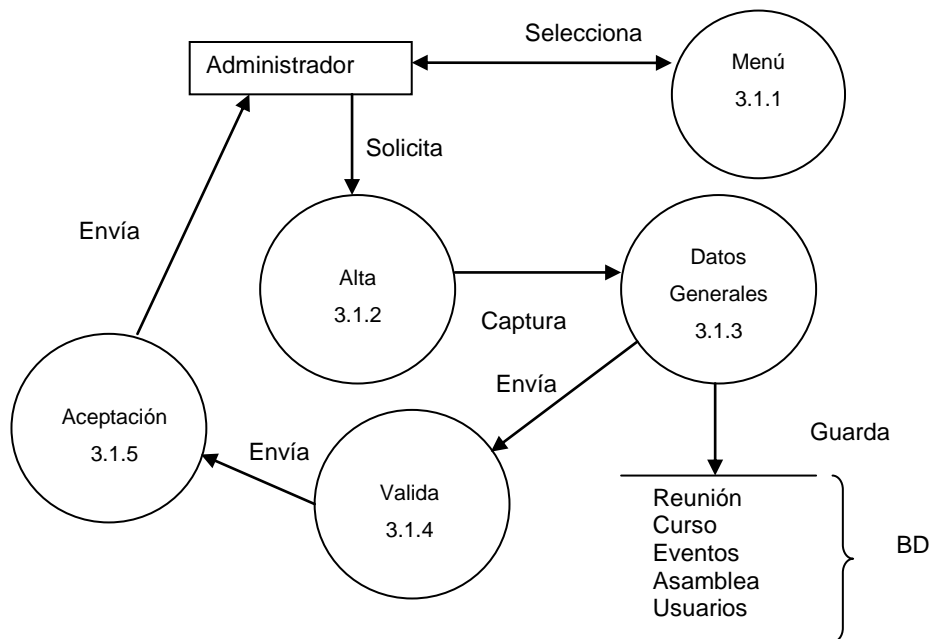 Selecciona
Administrador
Menú
3.1.1
Solicita
Envía
Alta
3.1.2
Datos
Generales
3.1.3
Captura
Envía
Aceptación
3.1.5
Envía
Valida
3.1.4
Guarda
Reunión
Curso
Eventos
Asamblea
Usuarios
BD